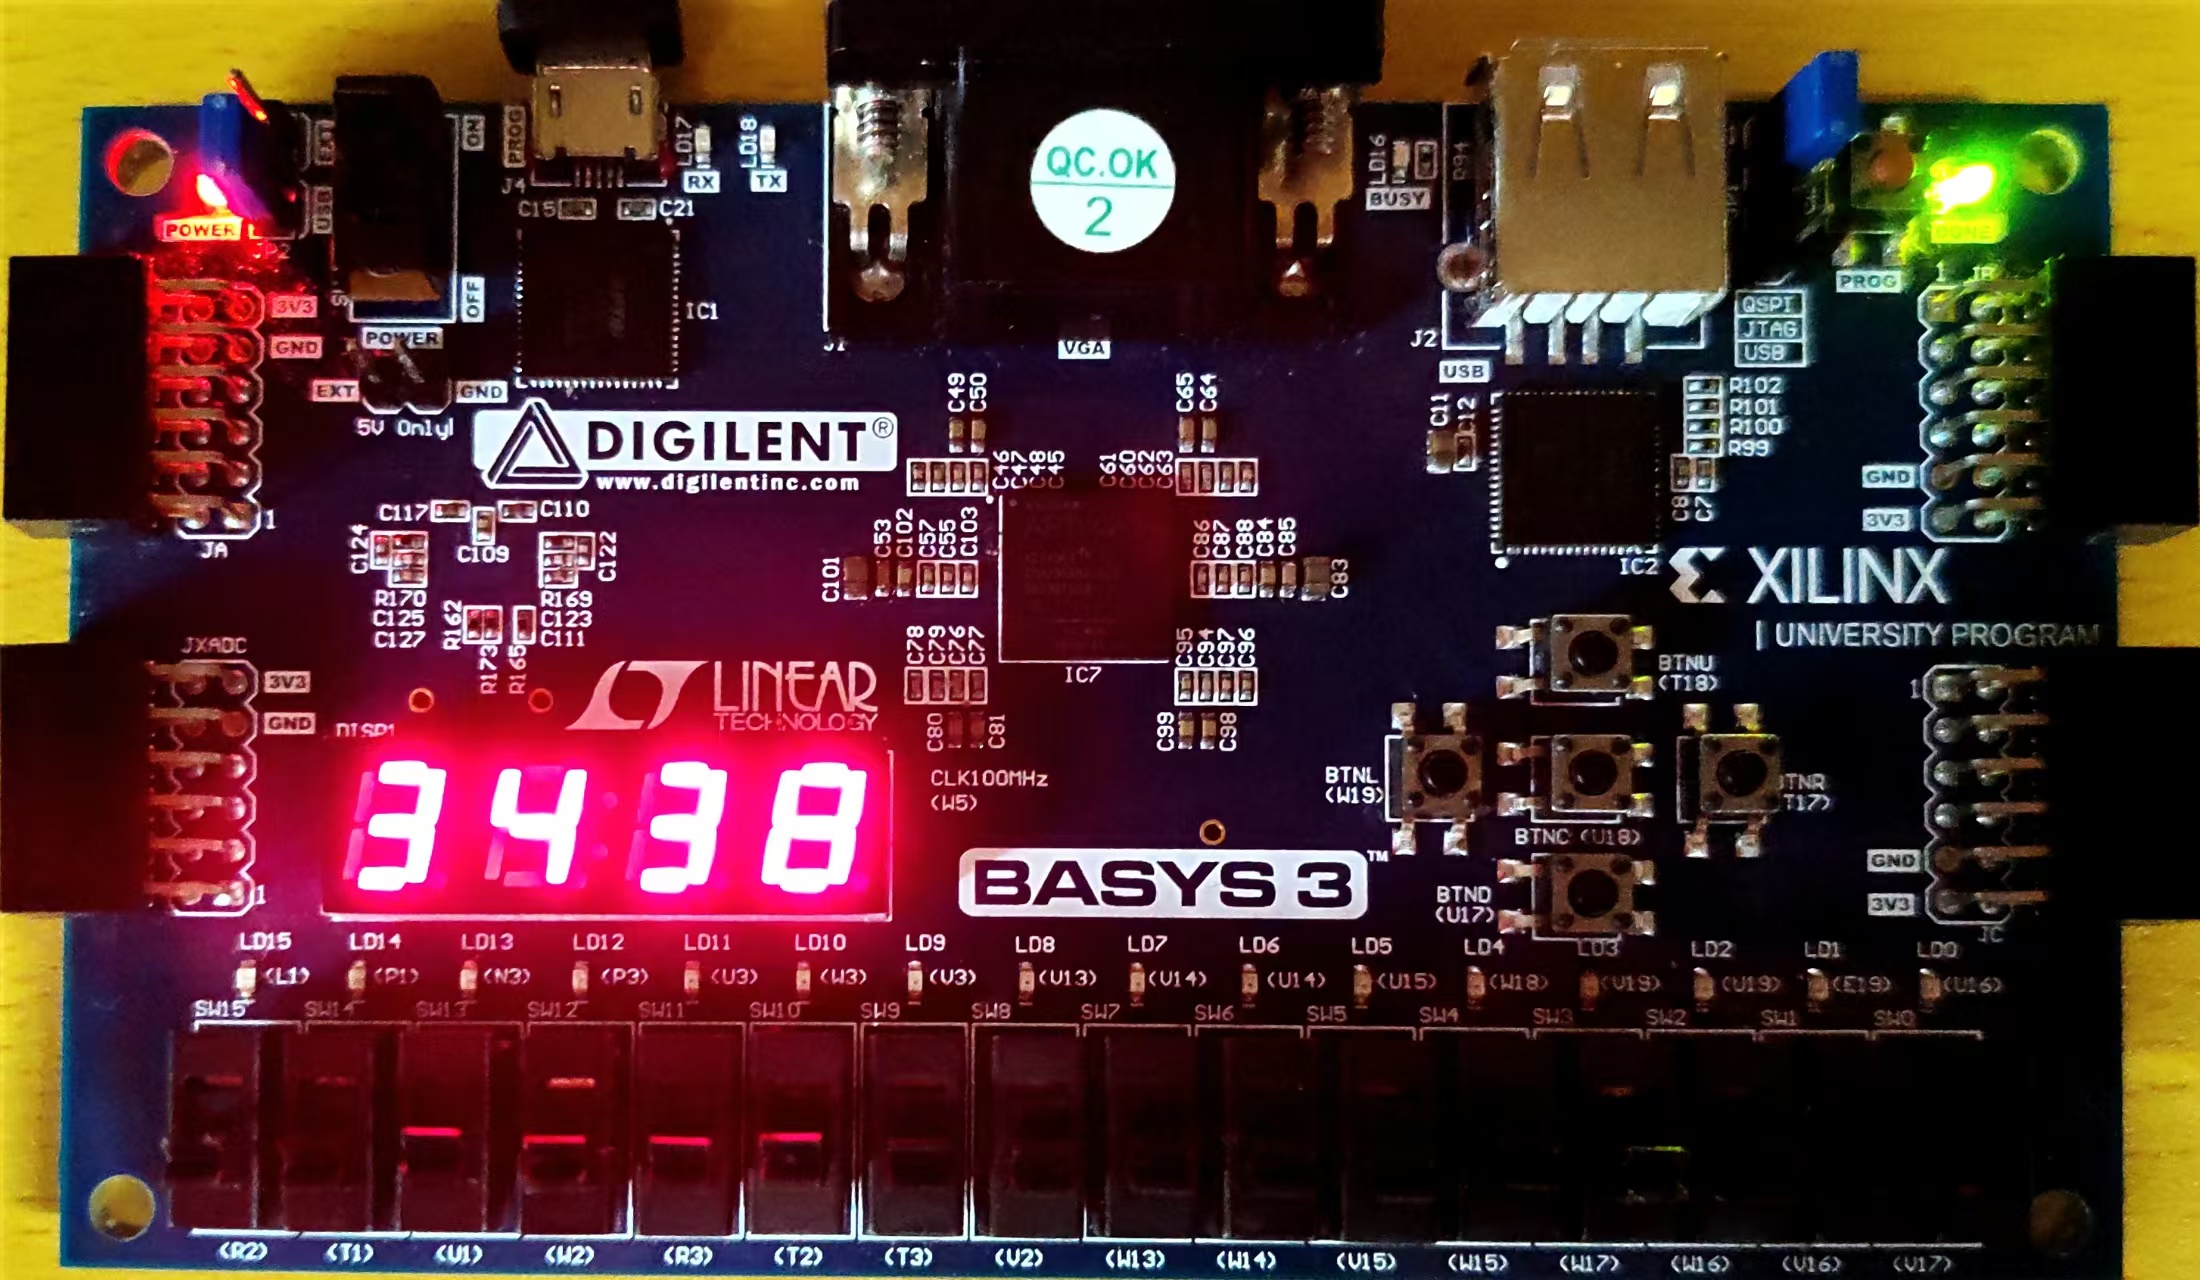 PROG
ON
LD17
LD18
QC.OK
2
LD16
R94
EXT
J4
RX
TX
BUSY
USB
C15
C21
POWER
DONE
OFF
PROG
3V3
IC1
QSPI
POWER
JTAG
GND
J1
VGA
J2
USB
EXT
GND
USB
R102
5V Only!
C49
C50
C65
C64
C11
C12
R101
R100
R99
DIGILENT®
www.digilentinc.com
C46
C47
C48
C45
C61
C60
C62
C63
GND
C8
C7
C117
C110
3V3
JA
1
C109
C124
C122
C53
C102
C57
C55
C103
C86
C87
C88
C84
C85
C101
C83
IC2
XILINX
R170
R169
C125
R162
C123
C127
C111
UNIVERSITY PROGRAM
JXADC
R173
R165
C78
C79
C76
C77
C95
C94
C97
C96
IC7
BTNU
(T18)
3V3
GND
LINEAR
TECHNOLOGY
1
DISP1
C80
C81
C99
C98
3438
CLK100MHz
(W5)
BTNL
(W19)
BTNR
(T17)
BTNC (U18)
GND
BASYS 3™
BTND
(U17)
3V3
1
JC
LD15 LD14 LD13 LD12 LD11 LD10 LD9 LD8 LD7 LD6 LD5 LD4 LD3 LD2 LD1 LD0
(L1) (P1) (N3) (P3) (U3) (W3) (V3) (V13) (V14) (U14) (U15) (W18) (V19) (U19) (E19) (U16)
SW15 SW14 SW13 SW12 SW11 SW10 SW9 SW8 SW7 SW6 SW5 SW4 SW3 SW2 SW1 SW0
(R2) (T1) (U1) (W2) (R3) (T2) (T3) (V2) (W13) (W14) (V15) (W15) (W17) (W16) (V16) (V17)